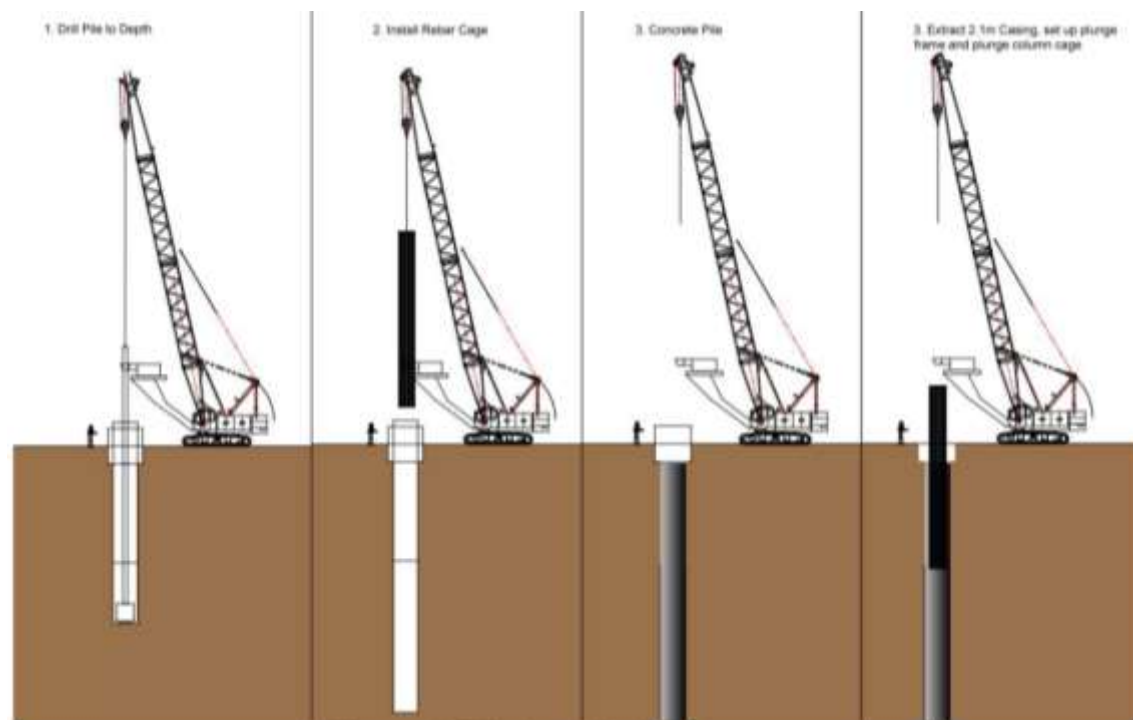 1. Drill Pile to Depth
2. Install Rebar Cage
3. Concrete Pile
3. Extract 2.1m Casing, set up plunge
frame and plunge column cage